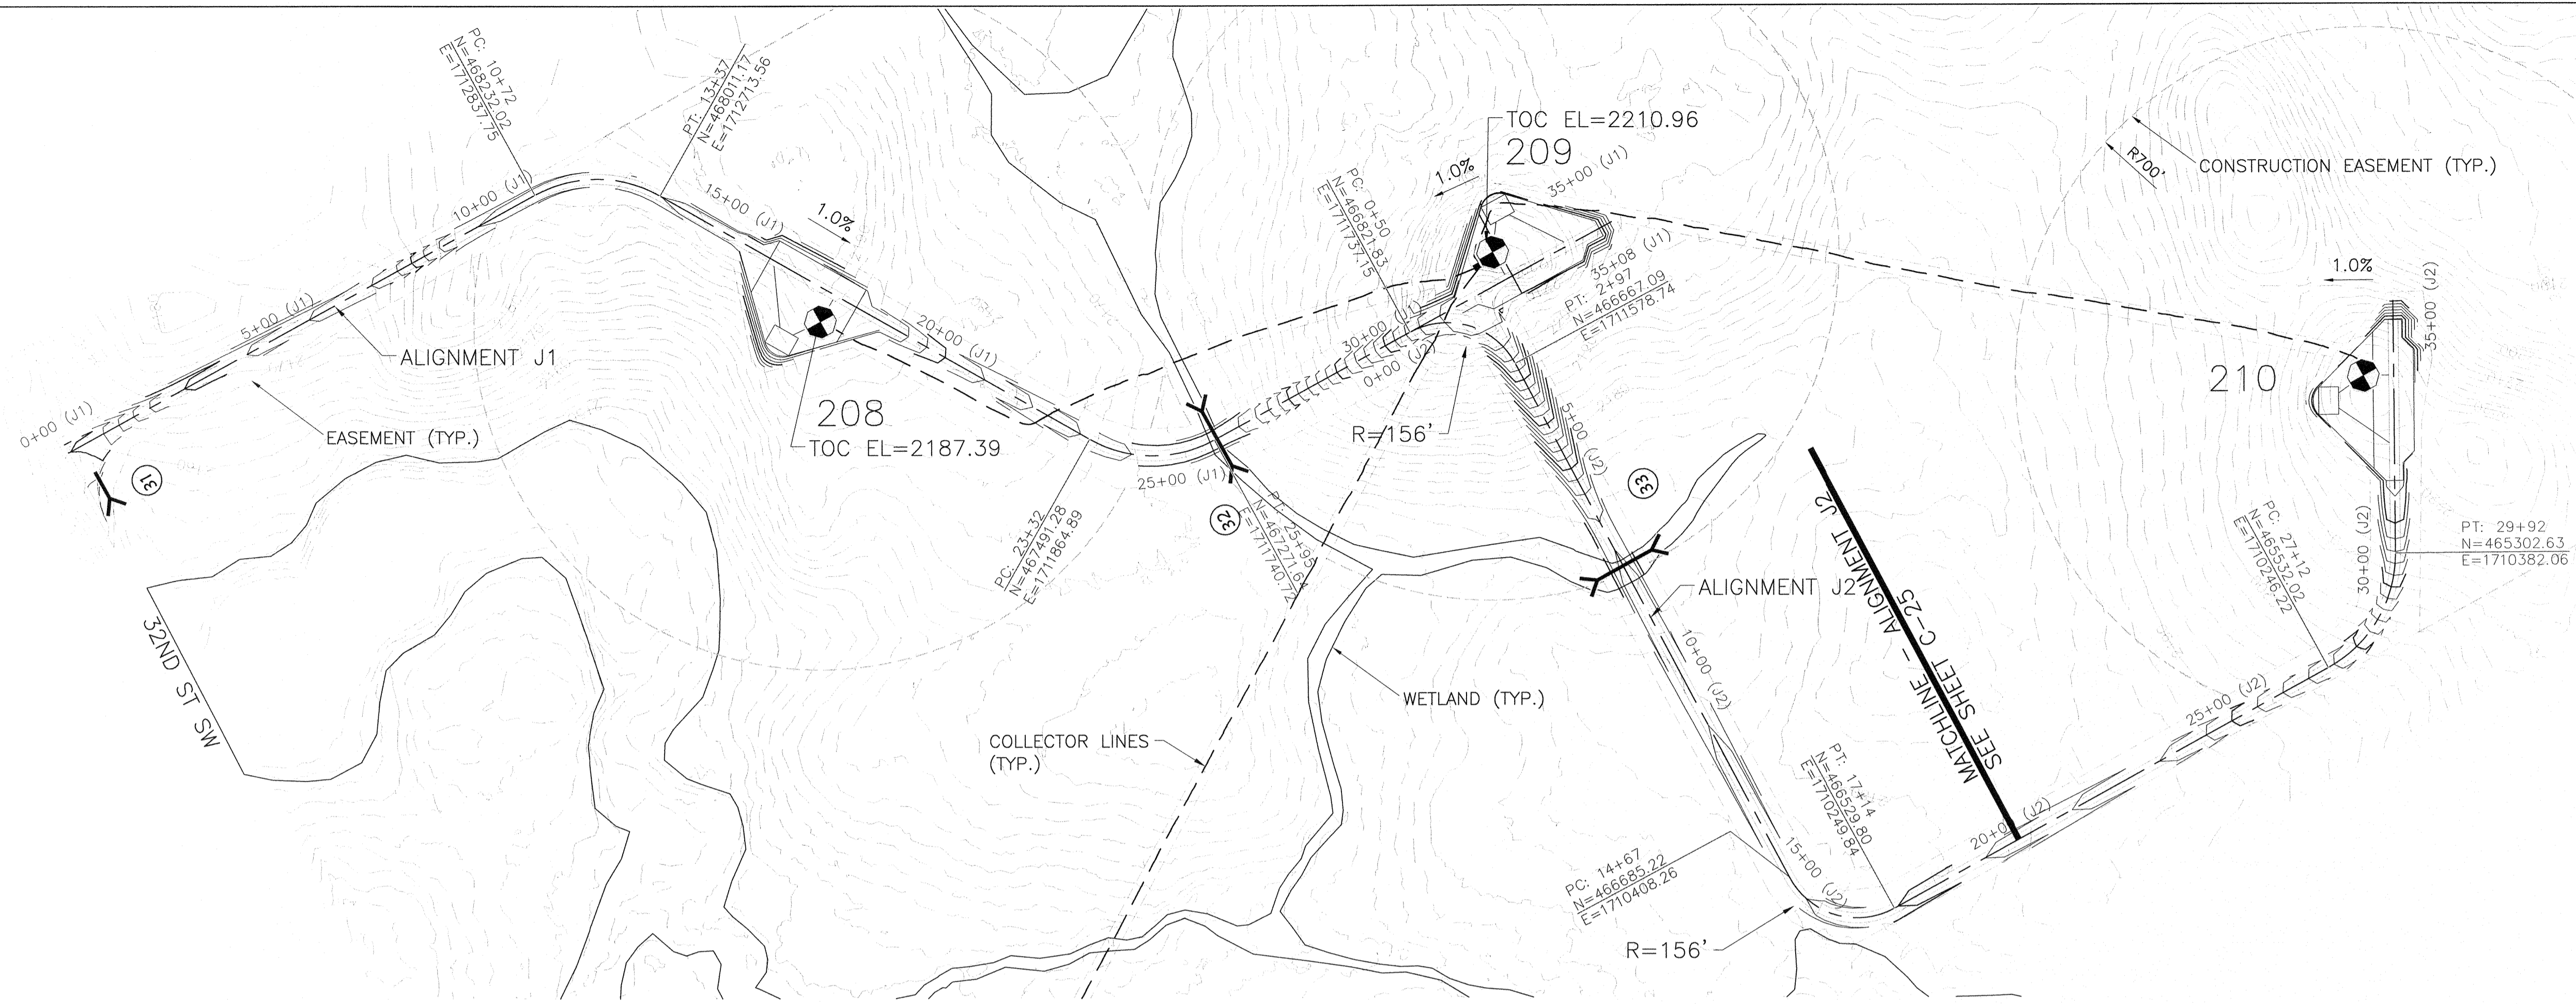 PC: 10+72
N=468232.02
E=1712837.75
PT: 13+37
N=468011.17
E=1712713.56
TOC EL=2210.96
209
1.0%
35+00 (J1)
R700'
CONSTRUCTION EASEMENT (TYP.)
10+00 (J1)
15+00 (J1)
1.0%
PC: 0+50
N=466821.83
E=1711737.15
35+08 (J1)
PT: 2+97
N=466667.09
E=1711578.74
1.0%
35+00 (J2)
5+00 (J1)
ALIGNMENT J1
20+00 (J1)
30+00 (J1)
0+00 (J2)
210
0+00 (J1)
EASEMENT (TYP.)
208
TOC EL=2187.39
R=156'
5+00 (J2)
31
25+00 (J1)
32
33
PC: 23+32
N=467491.28
E=1711864.89
PT: 25+95
N=467271.64
E=1711740.72
MATCHLINE - ALIGNMENT J2
SEE SHEET C-25
PC: 27+12
N=465532.02
E=1710246.22
30+00 (J2)
PT: 29+92
N=465302.63
E=1710382.06
ALIGNMENT J2
32ND ST SW
10+00 (J2)
WETLAND (TYP.)
25+00 (J2)
COLLECTOR LINES
(TYP.)
PT: 17+14
N=466529.80
E=1710249.84
20+00 (J2)
PC: 14+67
N=466685.22
E=1710408.26
15+00 (J2)
R=156'